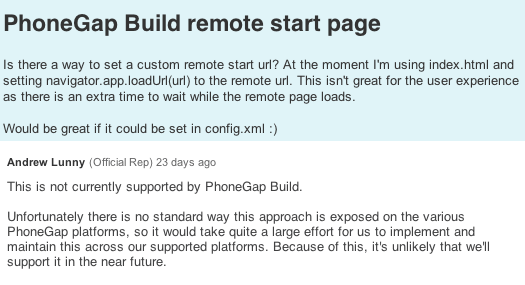 PhoneGap Build remote start page
Is there a way to set a custom remote start url? At the moment I'm using index.html and
setting navigator.app.loadUrl(url) to the remote url. This isn't great for the user experience
as there is an extra time to wait while the remote page loads.
Would be great if it could be set in config.xml :)
Andrew Lunny (Official Rep) 23 days ago
This is not currently supported by PhoneGap Build.
Unfortunately there is no standard way this approach is exposed on the various
PhoneGap platforms, so it would take quite a large effort for us to implement and
maintain this across our supported platforms. Because of this, it's unlikely that we'll
support it in the near future.